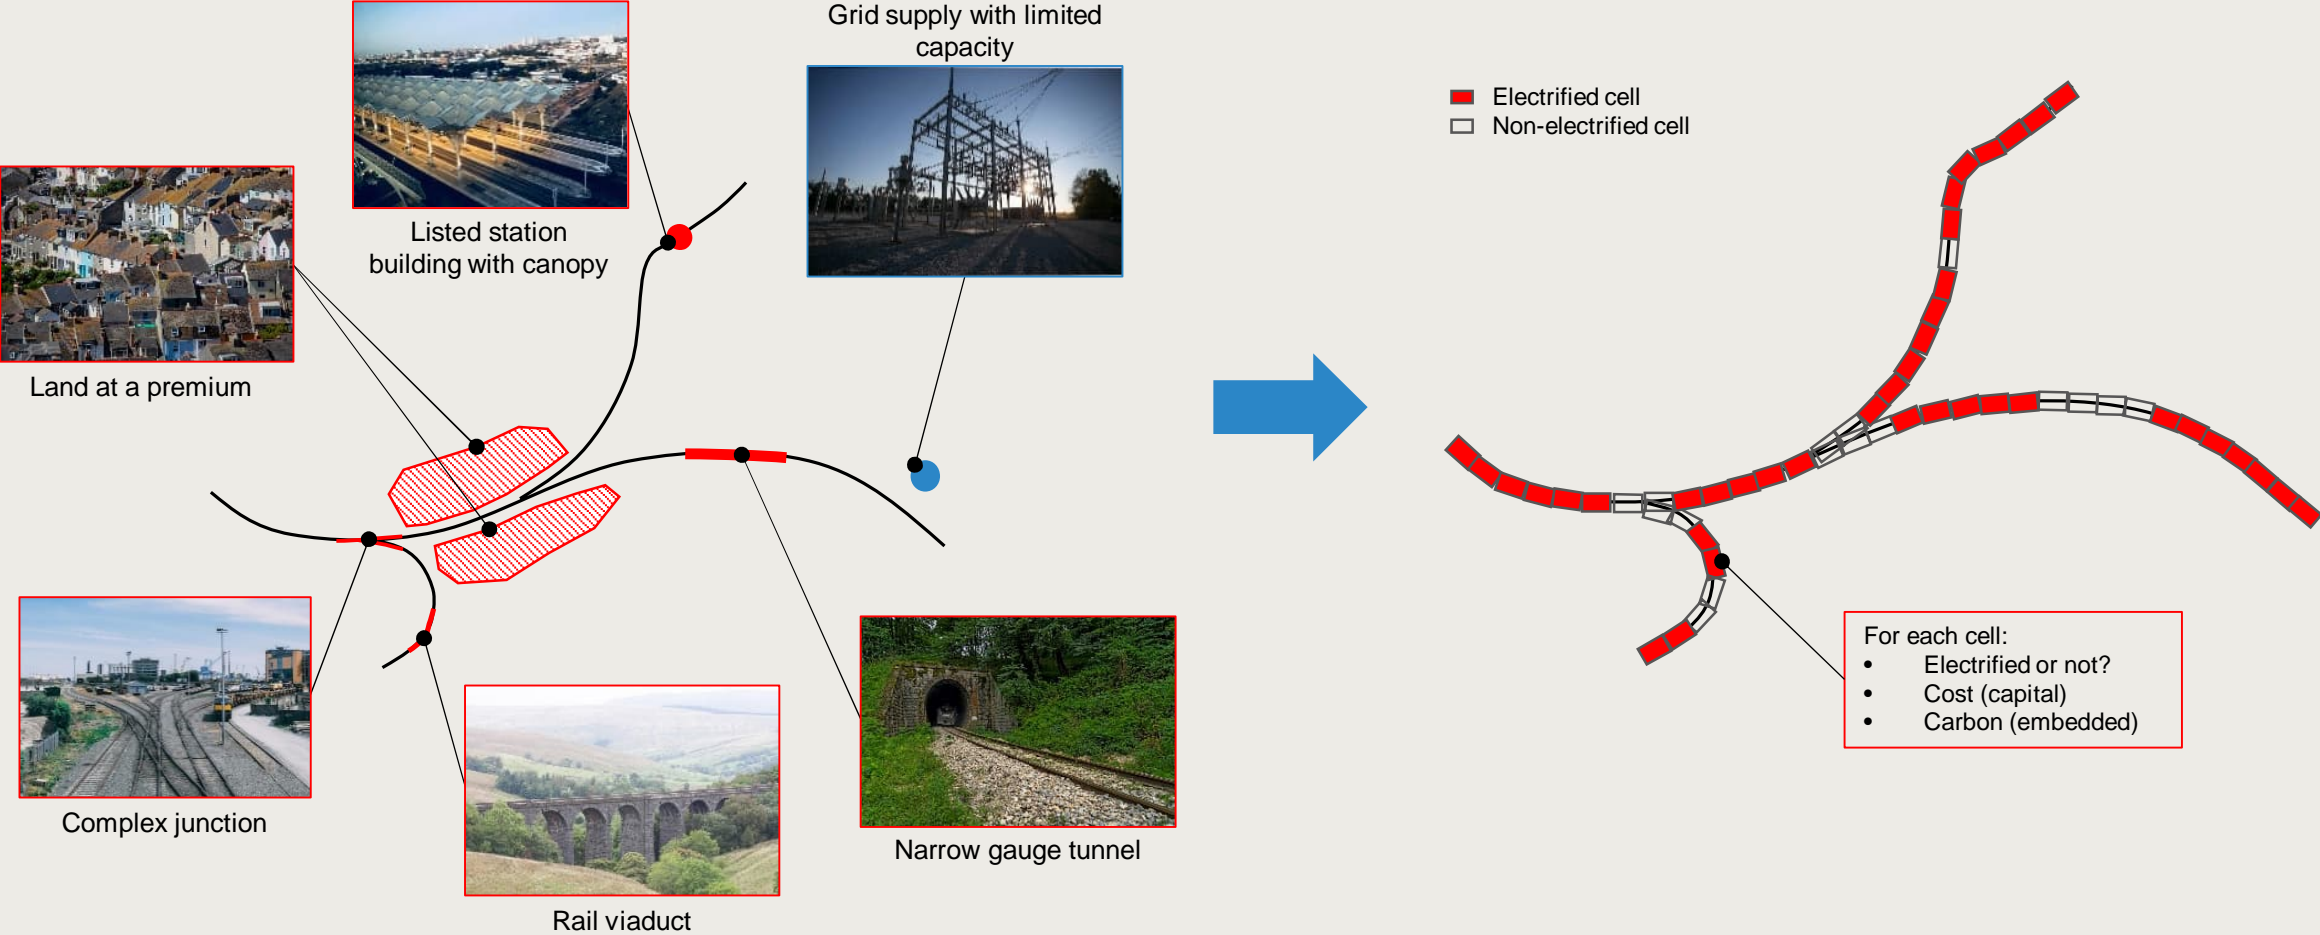 Grid supply with limited
capacity
Listed station
building with canopy
Land at a premium
Complex junction
Rail viaduct
Narrow gauge tunnel
Electrified cell
Non-electrified cell
For each cell:
• Electrified or not?
• Cost (capital)
• Carbon (embedded)